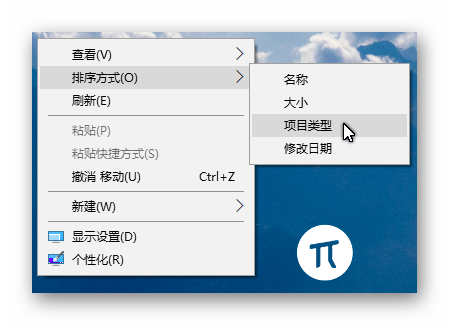 查看(V)
排序方式(O)
刷新(E)
粘贴(P)
粘贴快捷方式(S)
撤消 移动(U) Ctrl+Z
新建(W)
显示设置(D)
个性化(R)
名称
大小
项目类型
修改日期
π